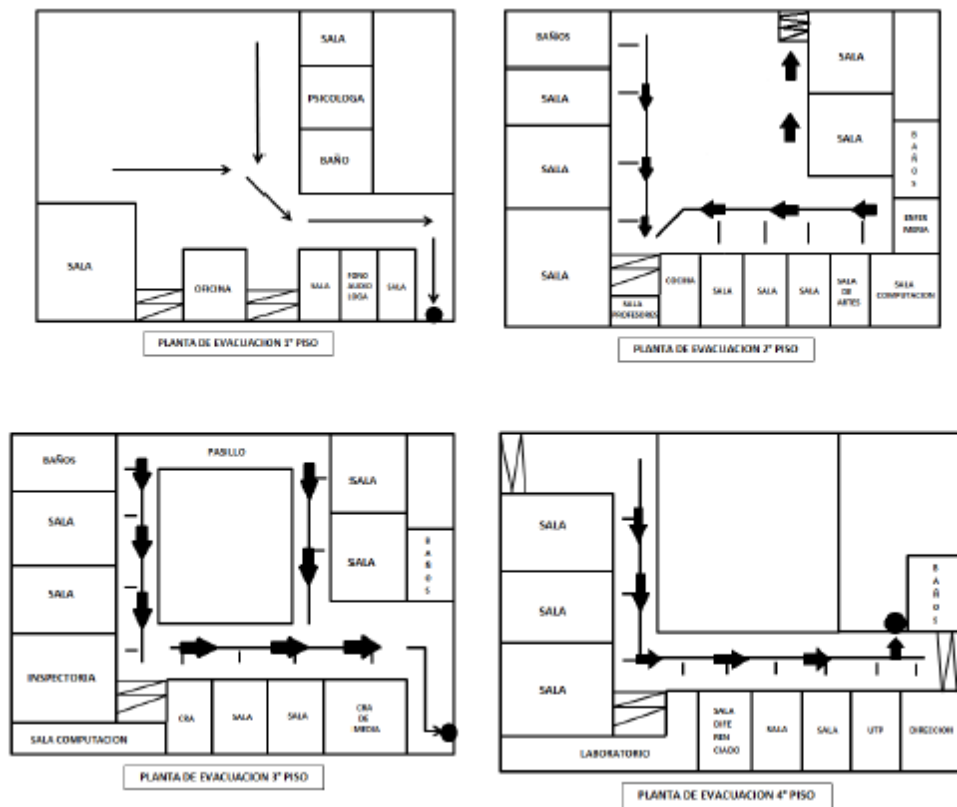 SALA
PSICOLOGA
BAÑO
SALA
OFICINA
SALA
FONO
AUDIO
LOGA
SALA
PLANTA DE EVACUACION 1° PISO
BAÑOS
SALA
SALA
SALA
SALA
SALA
BAÑOS
ENFER
MERIA
SALA
PROFESORES
COCINA
SALA
SALA
SALA
SALA
DE
ARTES
SALA
COMPUTACION
PLANTA DE EVACUACION 2° PISO
BAÑOS
SALA
SALA
INSPECTORIA
SALA COMPUTACION
PASILLO
SALA
SALA
BAÑOS
CRA
SALA
SALA
CRA
DE
MEDIA
PLANTA DE EVACUACION 3° PISO
SALA
SALA
SALA
BAÑOS
LABORATORIO
SALA
DIFE
REN
CIADO
SALA
SALA
UTP
DIRECCION
PLANTA DE EVACUACION 4° PISO